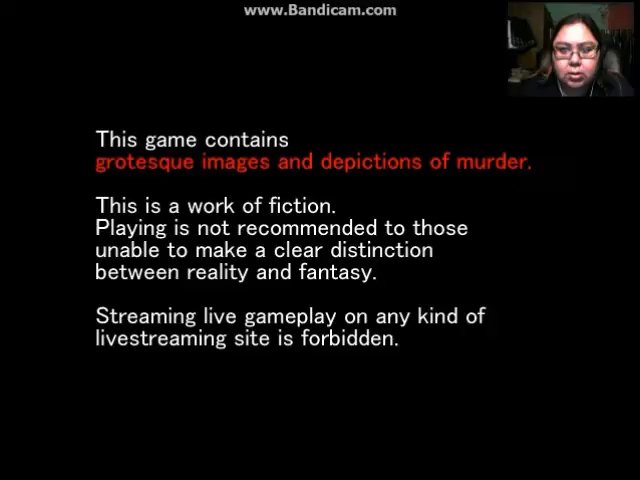 www.Bandicam.com
This game contains
grotesque images and depictions of murder.
This is a work of fiction.
Playing is not recommended to those
unable to make a clear distinction
between reality and fantasy.
Streaming live gameplay on any kind of
livestreaming site is forbidden.